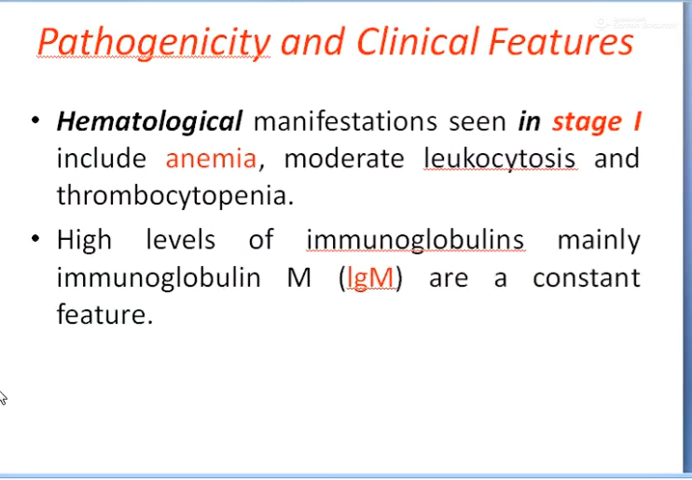 Pathogenicity and Clinical Features
• Hematological manifestations seen in stage I
include anemia, moderate leukocytosis and
thrombocytopenia.
• High levels of immunoglobulins mainly
immunoglobulin M (IgM) are a constant
feature.